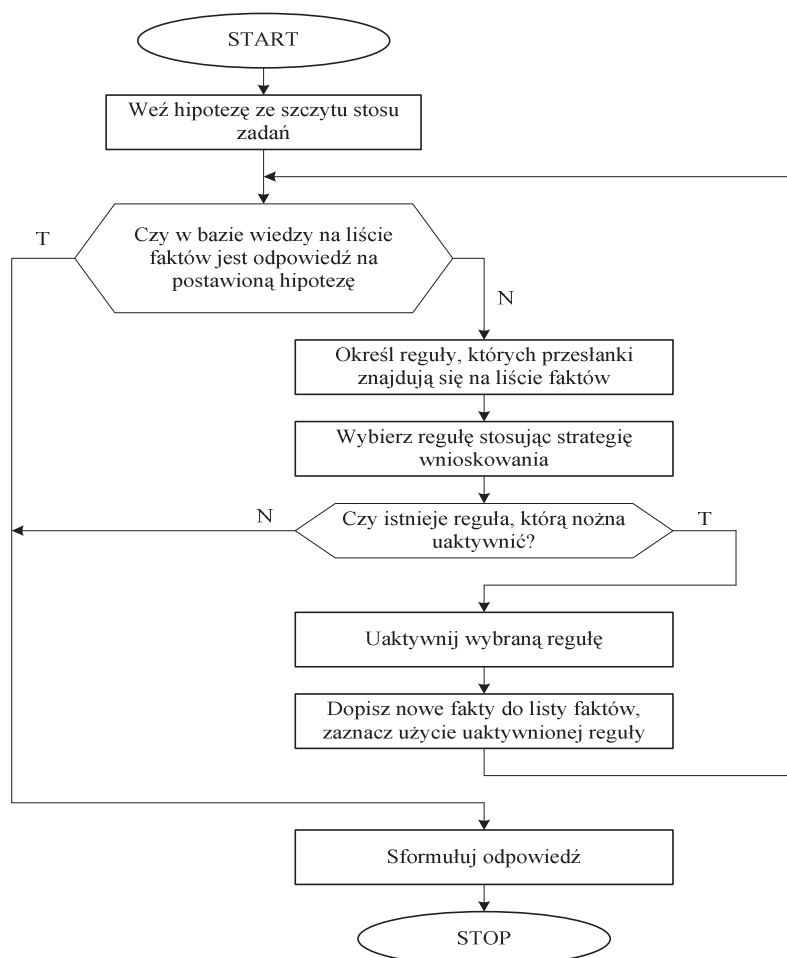 START
Weź hipotezę ze szczytu stosu
zadań
T
Czy w bazie wiedzy na liście
faktów jest odpowiedź na
postawioną hipotezę
N
Określ reguły, których przesłanki
znajdują się na liście faktów
Wybierz regułę stosując strategię
wnioskowania
N
Czy istnieje reguła, którą nożna
uaktywnić?
T
Uaktywnij wybraną regułę
Dopisz nowe fakty do listy faktów,
zaznacz użycie uaktywnionej reguły
Sformułuj odpowiedź
STOP